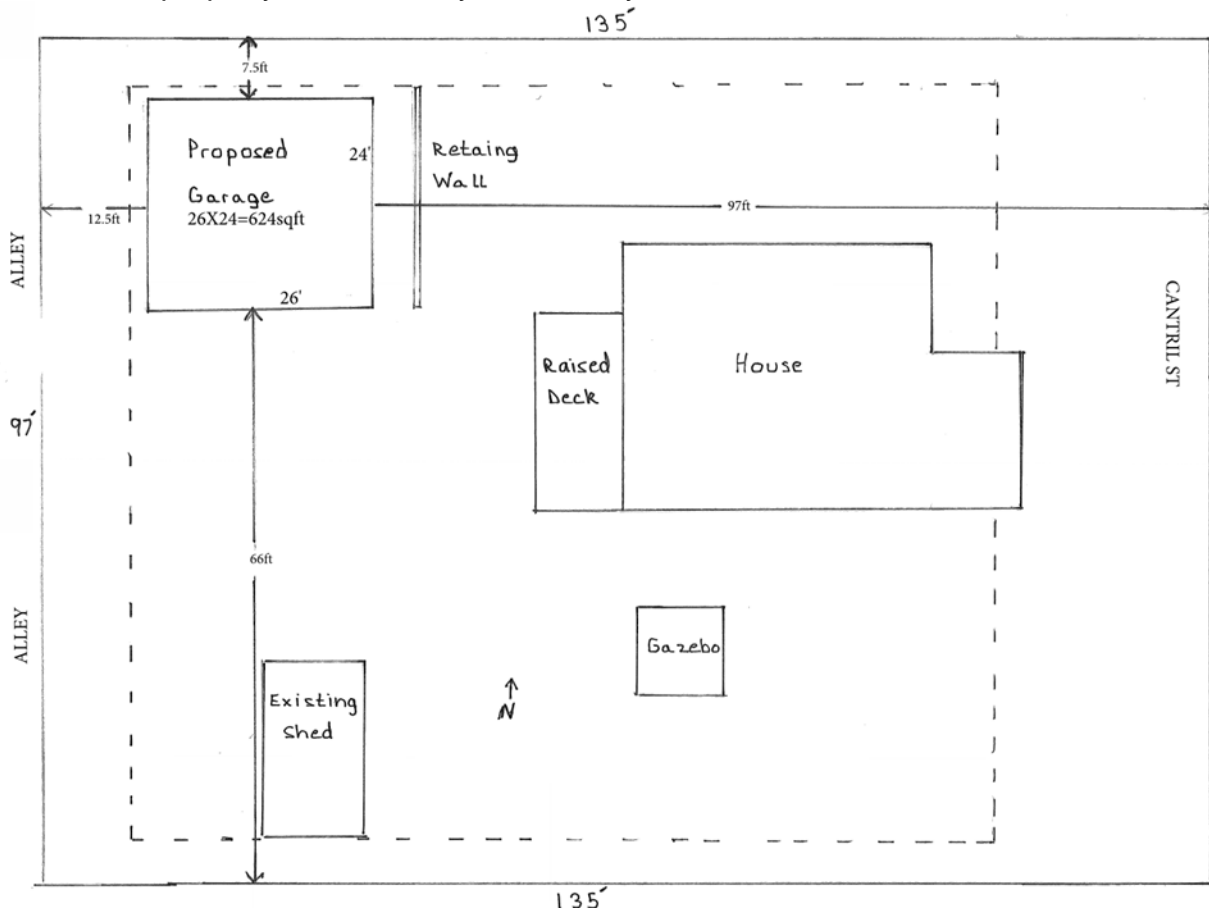 135'
7.5ft
Proposed
Garage
26X24=624sqft
24'
26'
Retaing
Wall
12.5ft
97ft
ALLEY
CANTRIL ST
House
Raised
Deck
97'
66ft
ALLEY
Gazebo
Existing
Shed
N
135'